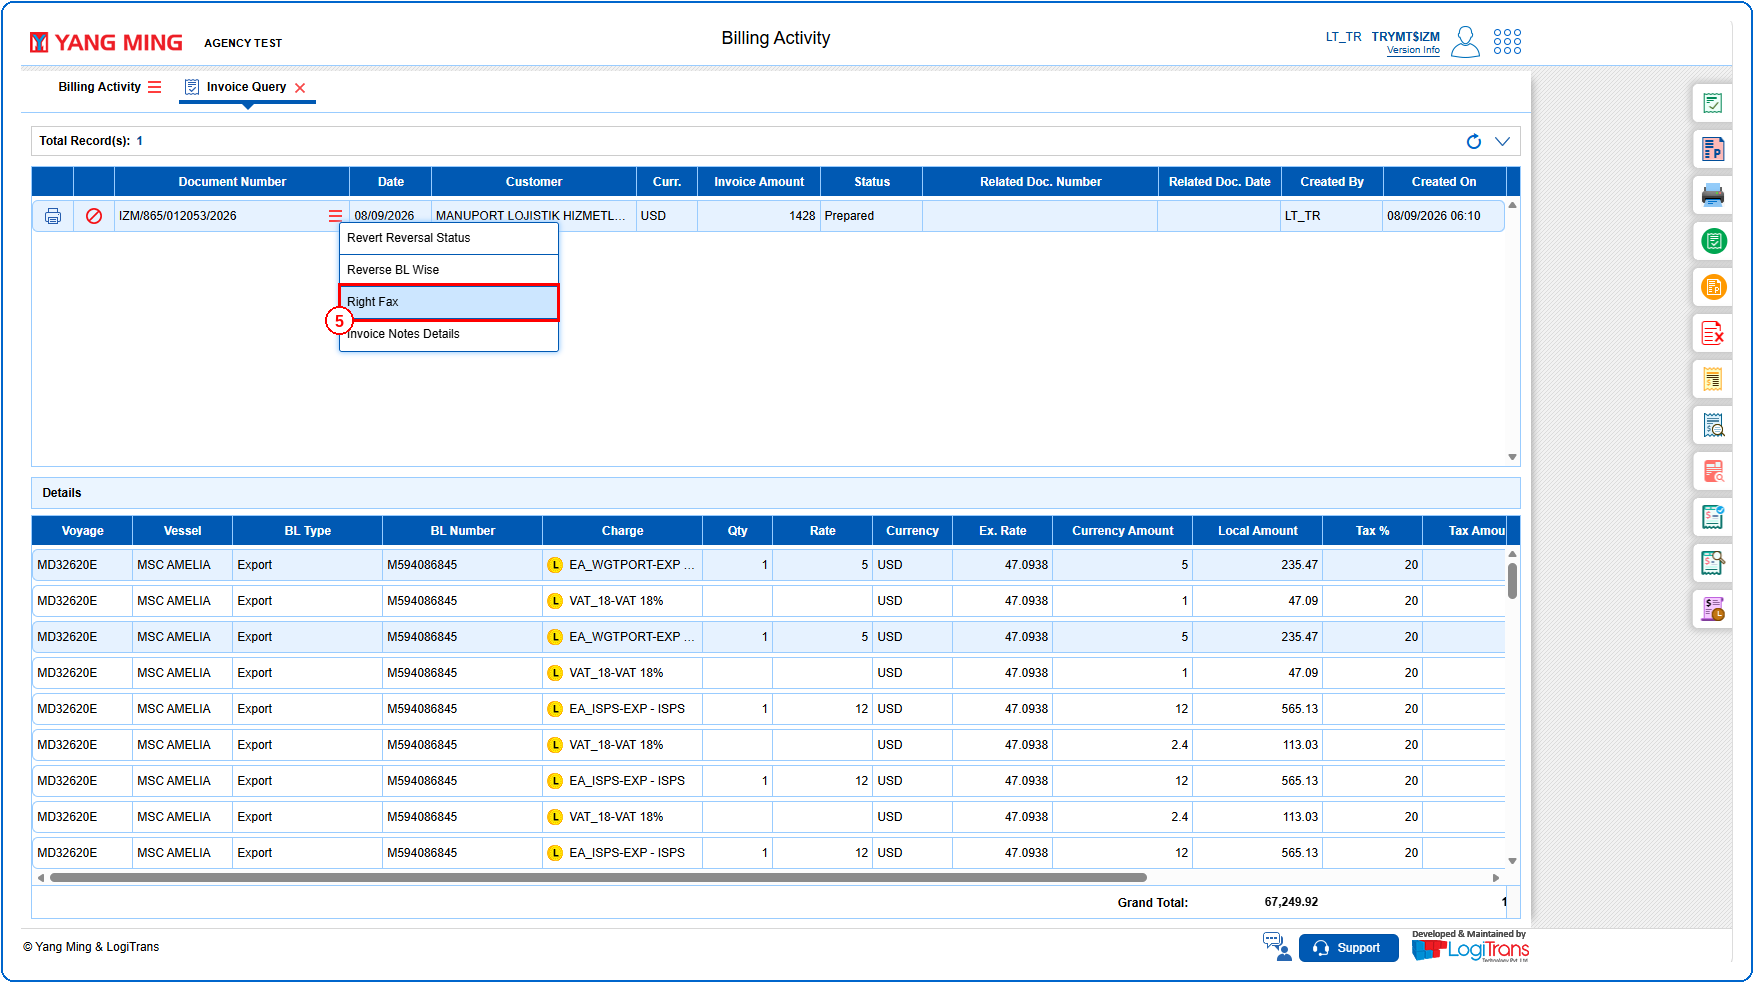 YANG MING
AGENCY TEST
Billing Activity
LT_TR TRYMT$IZM
Version Info
Billing Activity
Invoice Query
Total Record(s): 1
Document Number Date Customer Curr. Invoice Amount Status Related Doc. Number Related Doc. Date Created By Created On
IZM/865/012053/2026 08/09/2026 MANUPORT LOJISTIK HIZMETL... USD 1428 Prepared LT_TR 08/09/2026 06:10
Revert Reversal Status
Reverse BL Wise
Right Fax
5
Invoice Notes Details
Details
Voyage Vessel BL Type BL Number Charge Qty Rate Currency Ex. Rate Currency Amount Local Amount Tax % Tax Amou
MD32620E MSC AMELIA Export M594086845 L EA_WGTPORT-EXP ... 1 5 USD 47.0938 5 235.47 20
MD32620E MSC AMELIA Export M594086845 L VAT_18-VAT 18% USD 47.0938 1 47.09 20
MD32620E MSC AMELIA Export M594086845 L EA_WGTPORT-EXP ... 1 5 USD 47.0938 5 235.47 20
MD32620E MSC AMELIA Export M594086845 L VAT_18-VAT 18% USD 47.0938 1 47.09 20
MD32620E MSC AMELIA Export M594086845 L EA_ISPS-EXP - ISPS 1 12 USD 47.0938 12 565.13 20
MD32620E MSC AMELIA Export M594086845 L VAT_18-VAT 18% USD 47.0938 2.4 113.03 20
MD32620E MSC AMELIA Export M594086845 L EA_ISPS-EXP - ISPS 1 12 USD 47.0938 12 565.13 20
MD32620E MSC AMELIA Export M594086845 L VAT_18-VAT 18% USD 47.0938 2.4 113.03 20
MD32620E MSC AMELIA Export M594086845 L EA_ISPS-EXP - ISPS 1 12 USD 47.0938 12 565.13 20
Grand Total: 67,249.92 1
© Yang Ming & LogiTrans
Support
Developed & Maintained by
LogiTrans
Technology Pvt. Ltd.